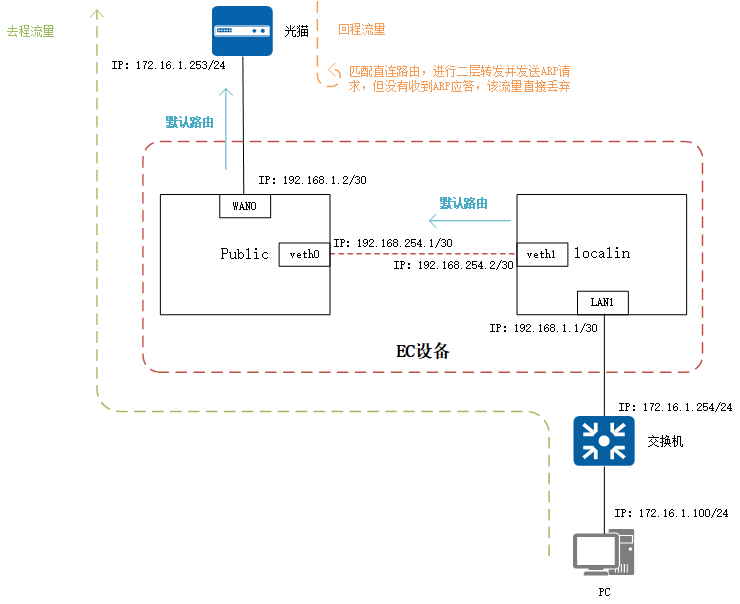 去程流量
光猫
回程流量
IP: 172.16.1.253/24
匹配直连路由，进行二层转发并发送ARP请
求，但没有收到ARP应答，该流量直接丢弃
默认路由
IP: 192.168.1.2/30
WAN0
默认路由
Public
veth0
IP: 192.168.254.1/30
IP: 192.168.254.2/30
veth1
localin
LAN1
IP: 192.168.1.1/30
EC设备
IP: 172.16.1.254/24
交换机
IP: 172.16.1.100/24
PC